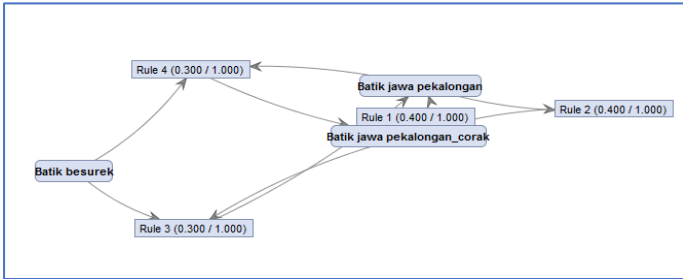 Rule 4 (0.300 / 1.000)
Batik jawa pekalongan
Rule 2 (0.400 / 1.000)
Rule 1 (0.400 / 1.000)
Batik jawa pekalongan_corak
Batik besurek
Rule 3 (0.300 / 1.000)